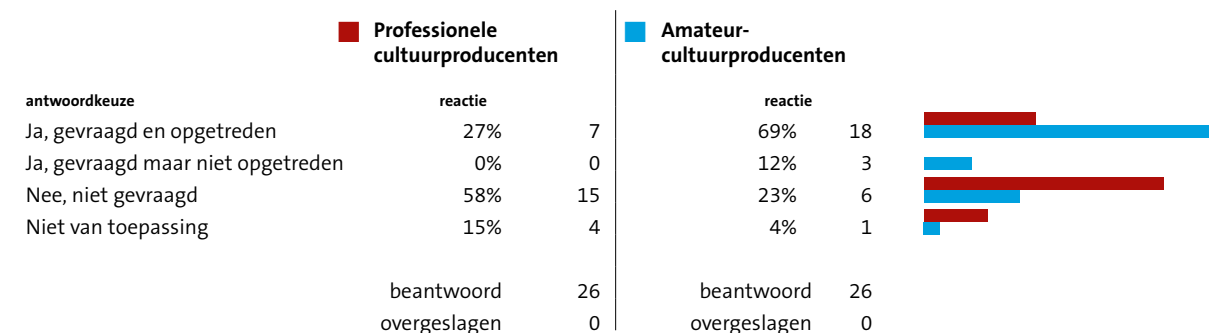 Professionele
cultuurproducenten
Amateur-
cultuurproducenten
antwoordkeuze reactie reactie
Ja, gevraagd en opgetreden 27% 7 69% 18
Ja, gevraagd maar niet opgetreden 0% 0 12% 3
Nee, niet gevraagd 58% 15 23% 6
Niet van toepassing 15% 4 4% 1
beantwoord 26 beantwoord 26
overgeslagen 0 overgeslagen 0